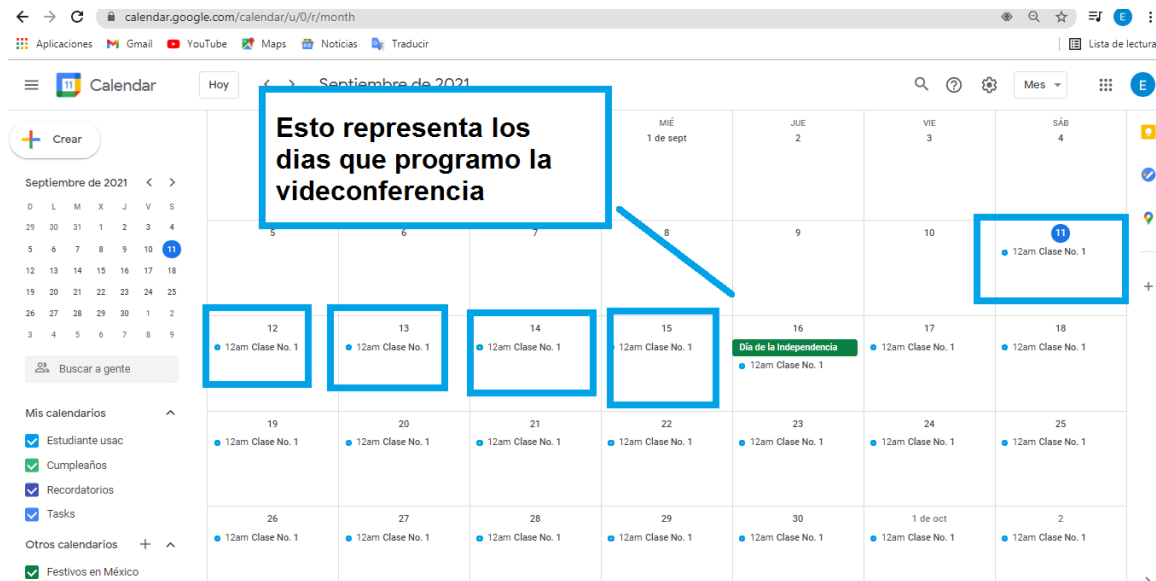 calendar.google.com/calendar/u/0/r/month
E
Aplicaciones
Gmail
YouTube
Maps
Noticias
Traducir
Lista de lectura
11
Calendar
Hoy
Septiembre de 2021
Mes
E
Crear
Septiembre de 2021
D L M X J V S
29 30 31 1 2 3 4
5 6 7 8 9 10 11
12 13 14 15 16 17 18
19 20 21 22 23 24 25
26 27 28 29 30 1 2
3 4 5 6 7 8 9
Buscar a gente
Mis calendarios
Estudiante usac
Cumpleaños
Recordatorios
Tasks
Otros calendarios
Festivos en México
Esto representa los
dias que programo la
videconferencia
MIÉ JUE VIE SÁB
1 de sept 2 3 4
5 6 7 8 9 10 11
12am Clase No. 1
12 13 14 15 16 17 18
12am Clase No. 1 12am Clase No. 1 12am Clase No. 1 12am Clase No. 1 Día de la Independencia 12am Clase No. 1 12am Clase No. 1
12am Clase No. 1
19 20 21 22 23 24 25
12am Clase No. 1 12am Clase No. 1 12am Clase No. 1 12am Clase No. 1 12am Clase No. 1 12am Clase No. 1 12am Clase No. 1
26 27 28 29 30 1 de oct 2
12am Clase No. 1 12am Clase No. 1 12am Clase No. 1 12am Clase No. 1 12am Clase No. 1 12am Clase No. 1 12am Clase No. 1